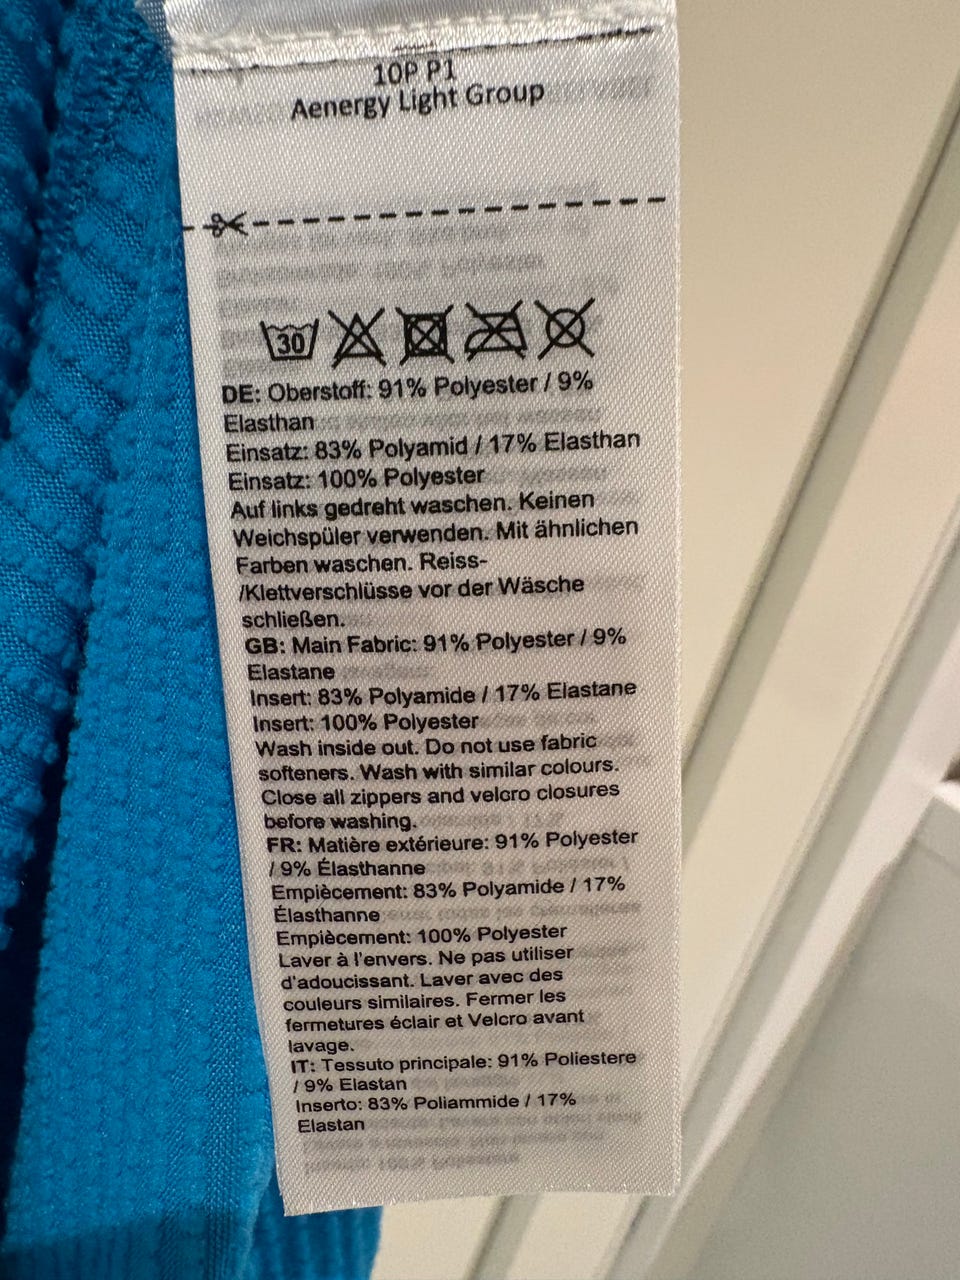 10P P1
Aenergy Light Group
30
DE: Oberstoff: 91% Polyester / 9%
Elasthan
Einsatz: 83% Polyamid / 17% Elasthan
Einsatz: 100% Polyester
Auf links gedreht waschen. Keinen
Weichspüler verwenden. Mit ähnlichen
Farben waschen. Reiss-
/Klettverschlüsse vor der Wäsche
schließen.
GB: Main Fabric: 91% Polyester / 9%
Elastane
Insert: 83% Polyamide / 17% Elastane
Insert: 100% Polyester
Wash inside out. Do not use fabric
softeners. Wash with similar colours.
Close all zippers and velcro closures
before washing.
FR: Matière extérieure: 91% Polyester
/ 9% Élasthanne
Empiècement: 83% Polyamide / 17%
Élasthanne
Empiècement: 100% Polyester
Laver à l'envers. Ne pas utiliser
d'adoucissant. Laver avec des
couleurs similaires. Fermer les
fermetures éclair et Velcro avant
lavage.
IT: Tessuto principale: 91% Poliestere
/ 9% Elastan
Inserto: 83% Poliammide / 17%
Elastan